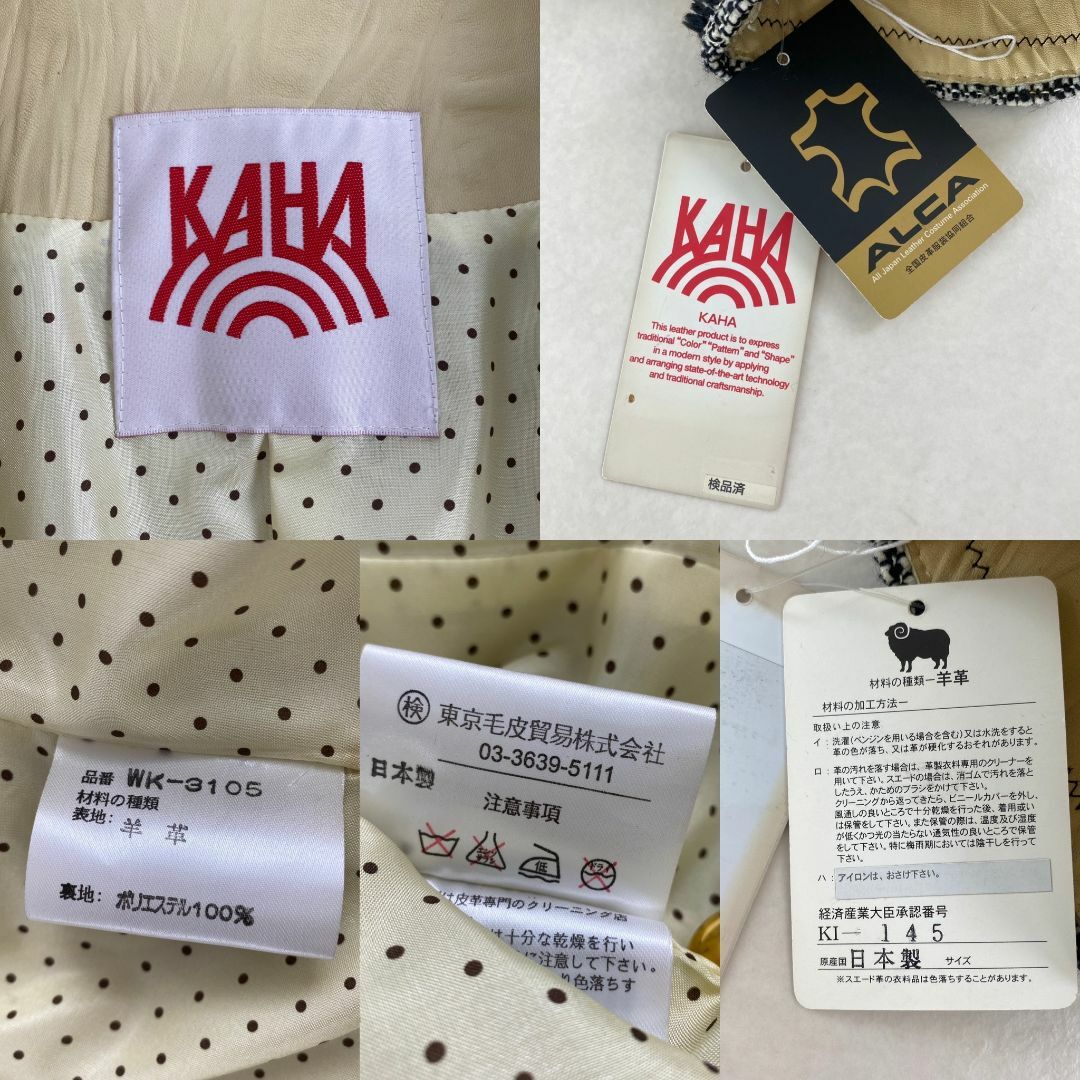 KAHA
KAHA
KAHA
This leather product is to express
traditional "Color" "Pattern" and "Shape"
in a modern style by applying
and arranging state-of-the-art technology
and traditional craftsmanship.
検品済
ALCA
All Japan Leather Costume Association
全国皮革服装協同組合
品番 WK-3105
材料の種類
表地: 羊革
裏地: ポリエステル100%
検 東京毛皮貿易株式会社
03-3639-5111
日本製
注意事項
低
ドライ
は皮革専門のクリーニング店
は十分な乾燥を行い
に注意して下さい。
り色落ちす
材料の種類ー羊革
材料の加工方法ー
取扱い上の注意
イ:洗濯(ベンジンを用いる場合を含む)又は水洗をすると
革の色が落ち、又は革が硬化するおそれがあります。
ロ:革の汚れを落す場合は、革製衣料専用のクリーナーを
用いて下さい。スエードの場合は、消ゴムで汚れを落と
したうえ、かためのブラシをかけて下さい。
クリーニングから返ってきたら、ビニールカバーを外し、
風通しの良いところで十分乾燥を行った後、着用或い
は保管をして下さい。また保管の際は、温度及び湿度
が低くかつ光の当たらない通気性の良いところで保管
をして下さい。特に梅雨期においては陰干しを行って
下さい。
ハ:アイロンは、おさけ下さい。
経済産業大臣承認番号
KI-145
原産国 日本製 サイズ
※スエード革の衣料品は色落ちすることがあります。